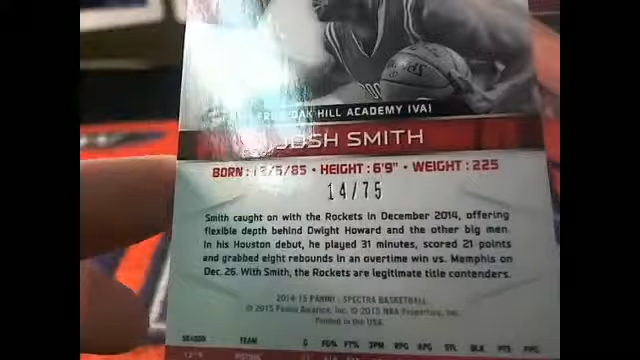 OAK HILL ACADEMY (VA)
JOSH SMITH
BORN: 12/5/85 • HEIGHT: 6'9" • WEIGHT: 225
14/75
Smith caught on with the Rockets in December 2014, offering
flexible depth behind Dwight Howard and the other big men.
In his Houston debut, he played 31 minutes, scored 21 points
and grabbed eight rebounds in an overtime win vs. Memphis on
Dec. 26. With Smith, the Rockets are legitimate title contenders.
2014-15 PANINI - SPECTRA BASKETBALL
© 2015 Panini America, Inc. © 2015 NBA Properties, Inc.
Printed in the USA.
SEASON TEAM G FG% FT% 3PM RPG APG STL BLK PTS PPG